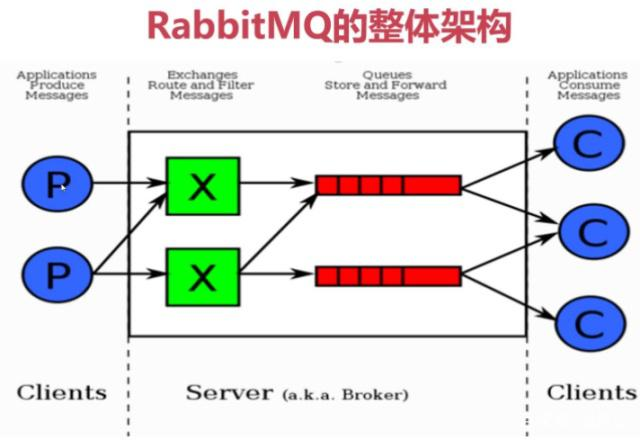 RabbitMQ的整体架构
Applications
Produce
Messages
Exchanges
Route and Filter
Messages
Queues
Store and Forward
Messages
Applications
Consume
Messages
P
X
C
P
X
C
C
Clients
Server (a.k.a. Broker)
Clients